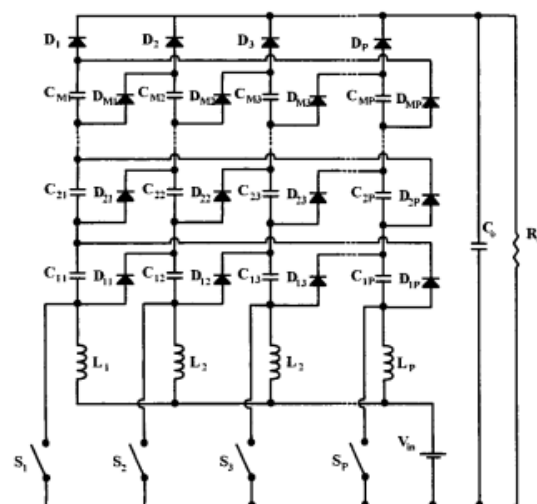 D1 D2 D3 DP
CM1 DM1 CM2 DM2 CM3 DM3 CMP DMP
C21 D21 C22 D22 C23 D23 C2P D2P
Co R
C11 D11 C12 D12 C13 D13 C1P D1P
L1 L2 L2 LP
S1 S2 S3 SP Vin